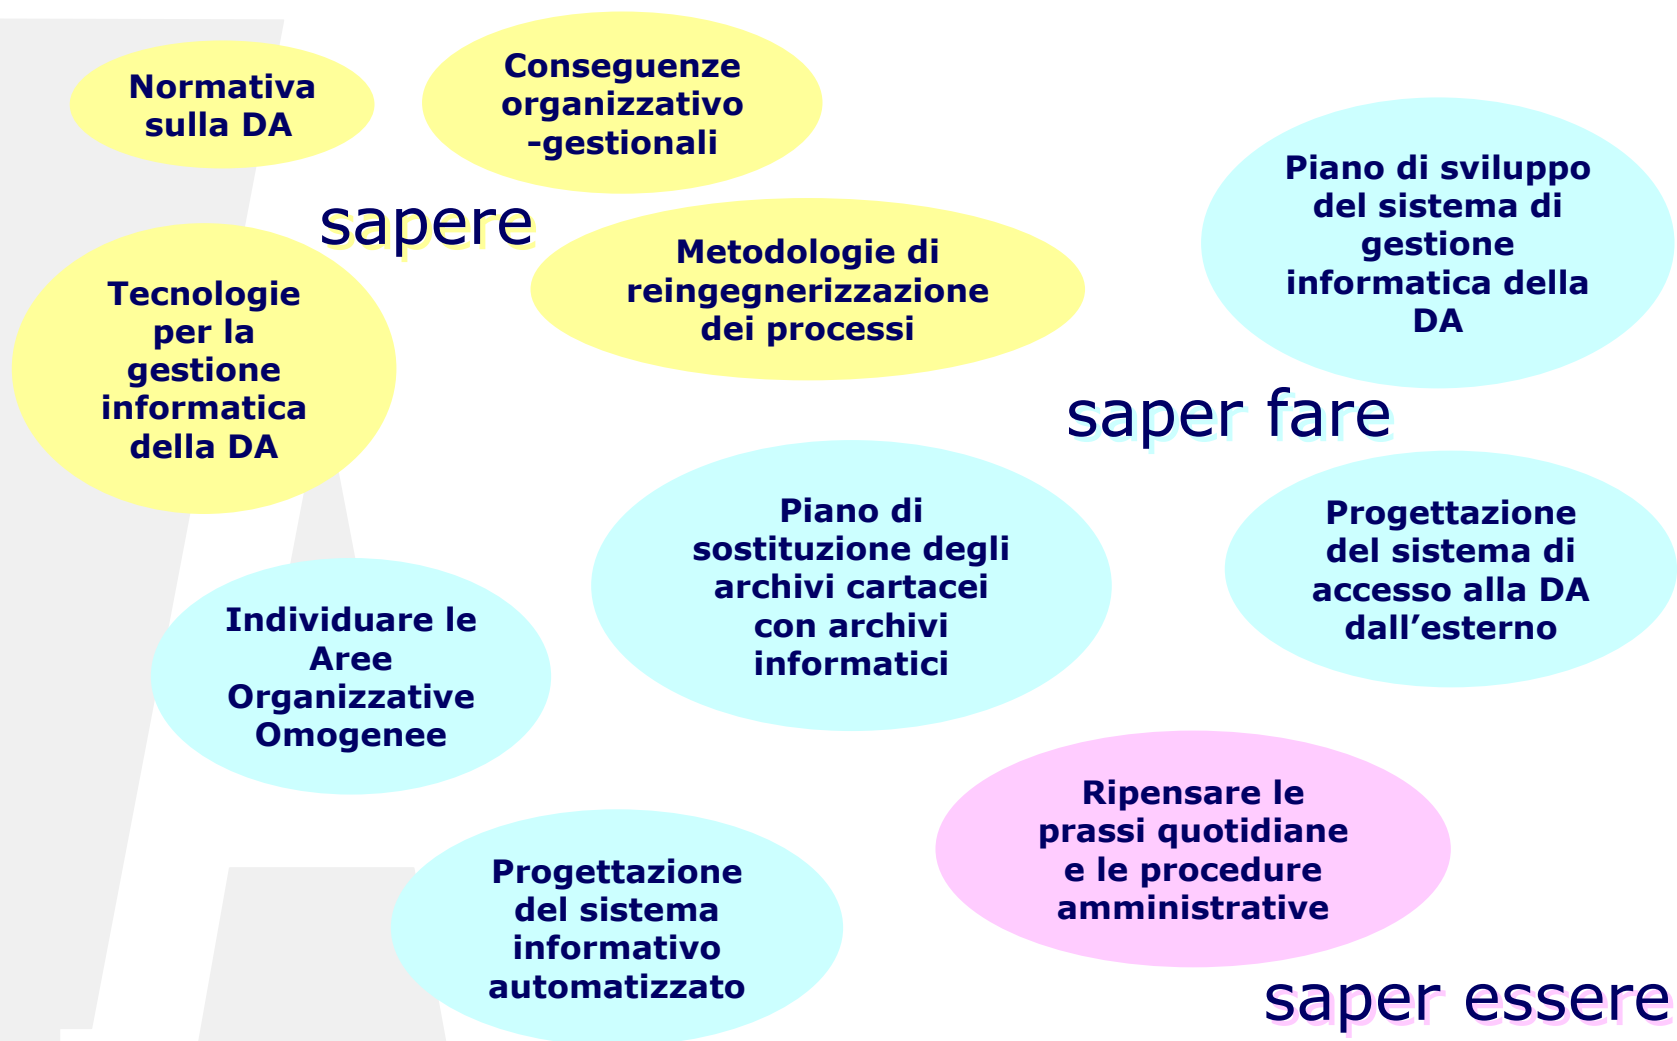 Normativa
sulla DA
Conseguenze
organizzativo
-gestionali
sapere
Tecnologie
per la
gestione
informatica
della DA
Metodologie di
reingegnerizzazione
dei processi
Piano di sviluppo
del sistema di
gestione
informatica della
DA
saper fare
Piano di
sostituzione degli
archivi cartacei
con archivi
informatici
Progettazione
del sistema di
accesso alla DA
dall’esterno
Individuare le
Aree
Organizzative
Omogenee
Progettazione
del sistema
informativo
automatizzato
Ripensare le
prassi quotidiane
e le procedure
amministrative
saper essere